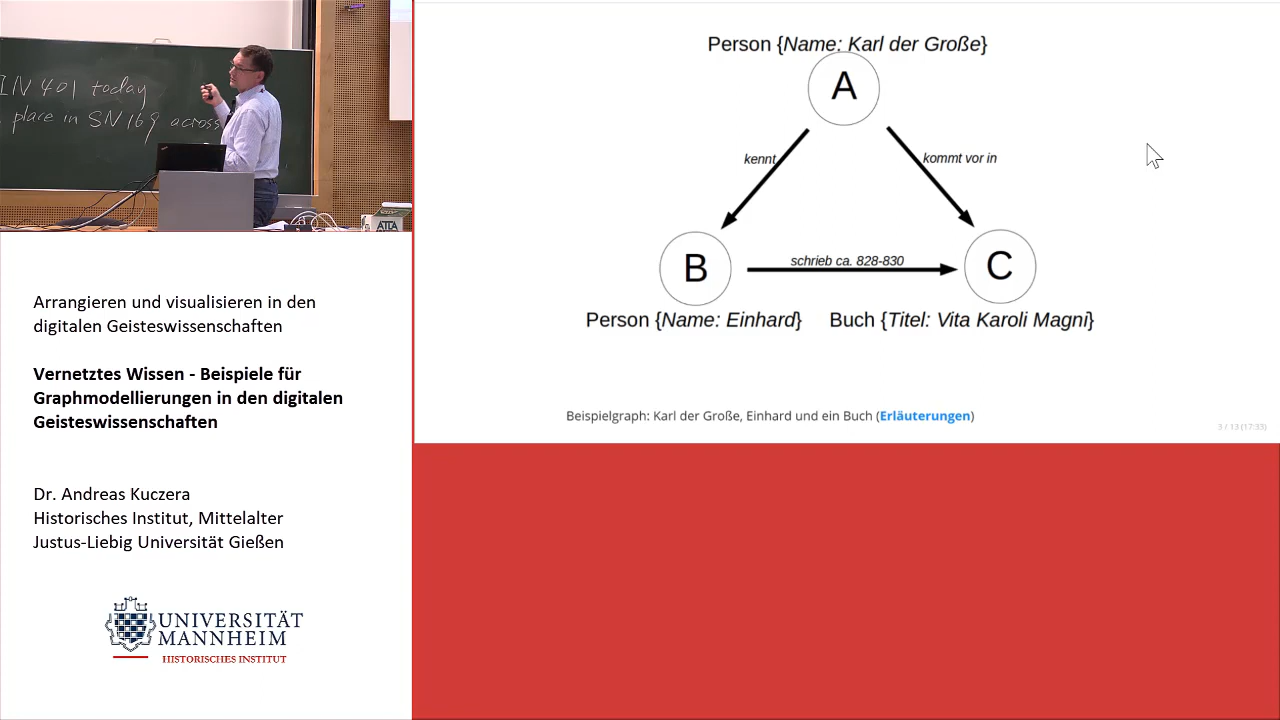 IN 401 today
place in SN 169 across
Arrangieren und visualisieren in den
digitalen Geisteswissenschaften
Vernetztes Wissen - Beispiele für
Graphmodellierungen in den digitalen
Geisteswissenschaften
Dr. Andreas Kuczera
Historisches Institut, Mittelalter
Justus-Liebig Universität Gießen
UNIVERSITÄT
MANNHEIM
HISTORISCHES INSTITUT
Person {Name: Karl der Große}
A
kennt
kommt vor in
B
schrieb ca. 828-830
C
Person {Name: Einhard}
Buch {Titel: Vita Karoli Magni}
Beispielgraph: Karl der Große, Einhard und ein Buch (Erläuterungen)
3 / 13 (17:33)